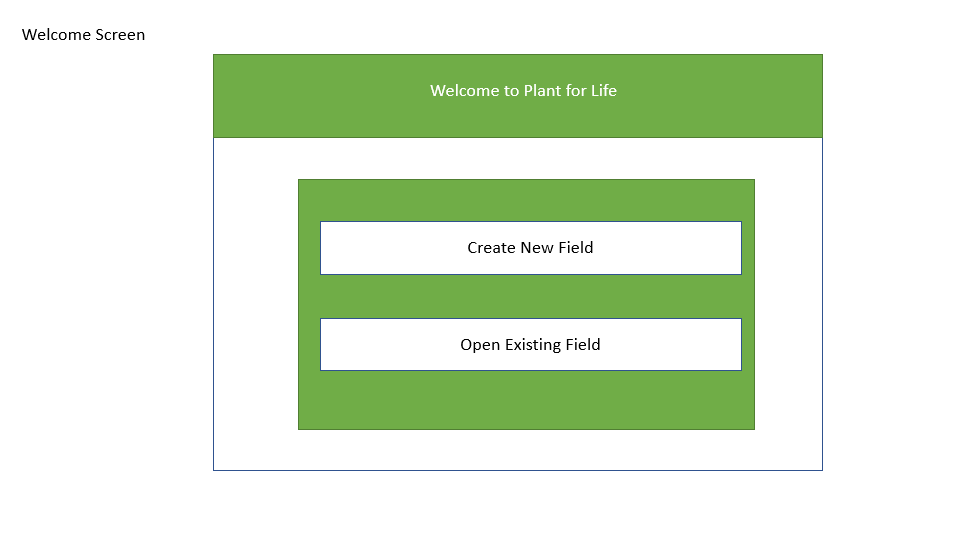 Welcome Screen
Welcome to Plant for Life
Create New Field
Open Existing Field